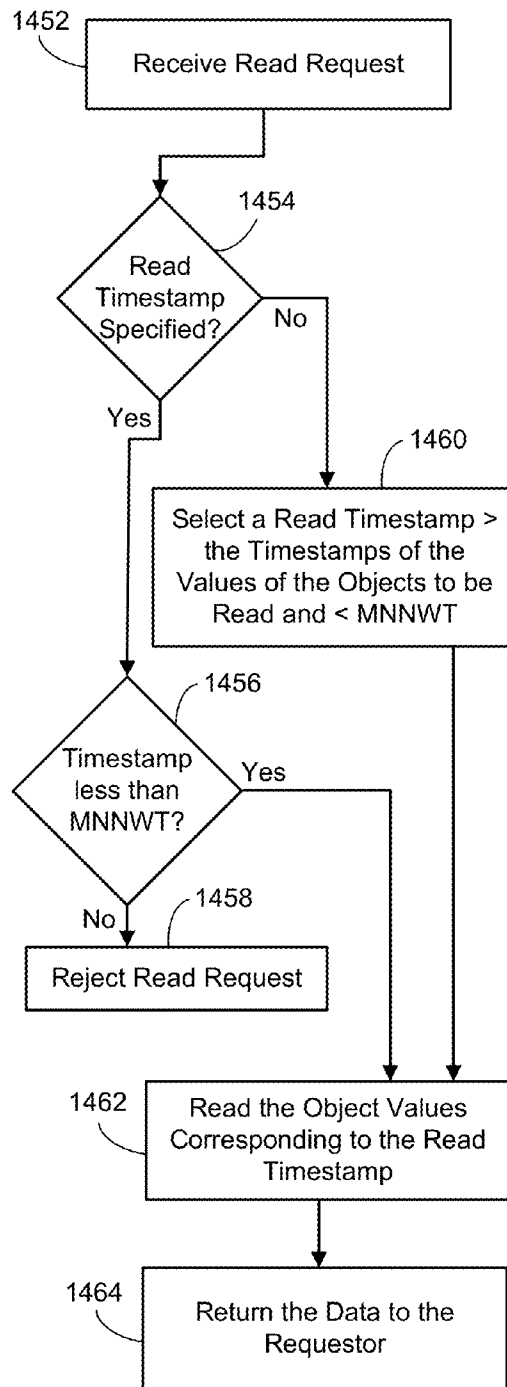 1452
Receive Read Request
1454
Read
Timestamp
Specified?
No
Yes
1460
Select a Read Timestamp >
the Timestamps of the
Values of the Objects to be
Read and < MNNWT
1456
Timestamp
less than
MNNWT?
Yes
No
1458
Reject Read Request
1462
Read the Object Values
Corresponding to the Read
Timestamp
1464
Return the Data to the
Requestor